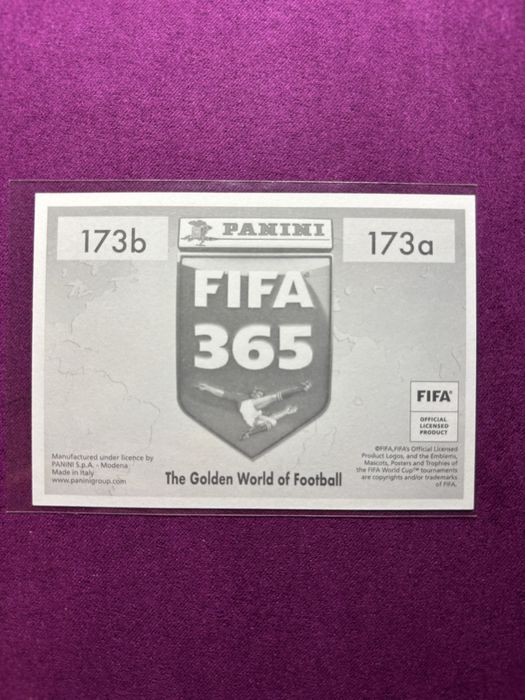 173b
PANINI
173a
FIFA
365
FIFA®
OFFICIAL
LICENSED
PRODUCT
Manufactured under licence by
PANINI S.p.A. - Modena
Made in Italy
www.paninigroup.com
The Golden World of Football
©FIFA, FIFA's Official Licensed
Product Logos, and the Emblems,
Mascots, Posters and Trophies of
the FIFA World Cup™ tournaments
are copyrights and/or trademarks
of FIFA.